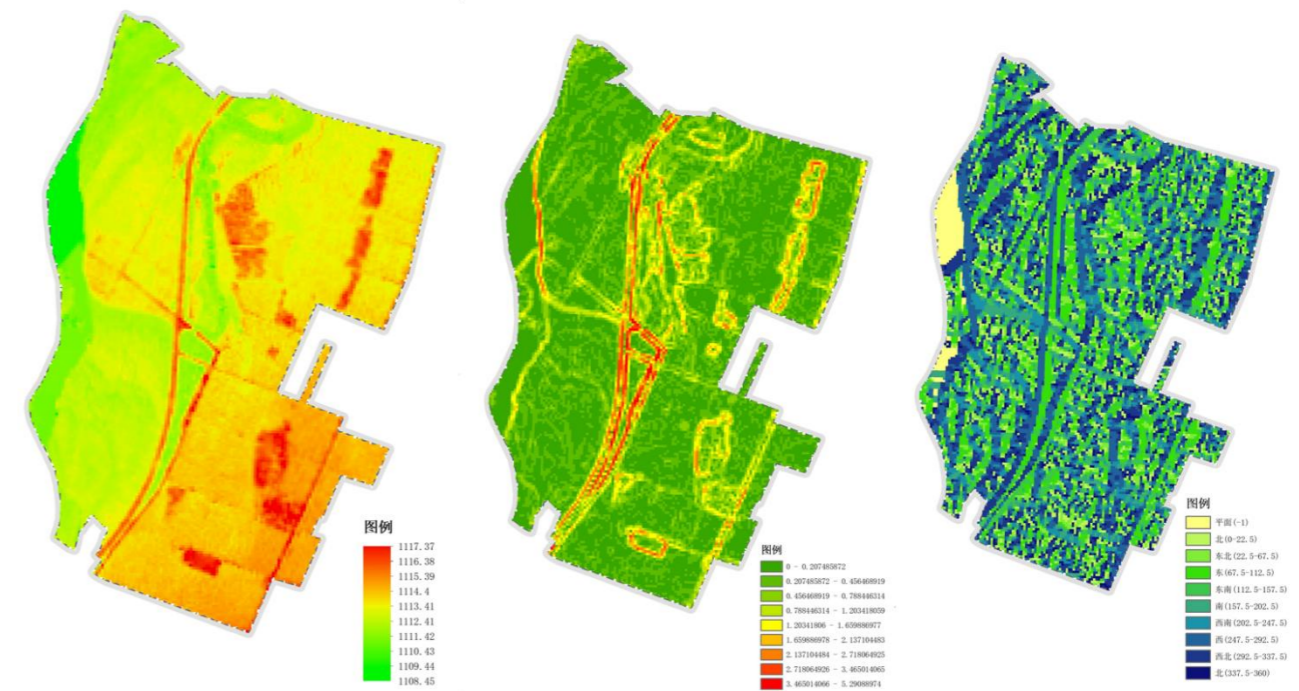 图例
1117.37
1116.38
1115.39
1114.4
1113.41
1112.41
1111.42
1110.43
1109.44
1108.45
图例
0 - 0.207485872
0.207485872 - 0.456468919
0.456468919 - 0.788446314
0.788446314 - 1.203418059
1.20341806 - 1.659886977
1.659886978 - 2.137104483
2.137104484 - 2.718064925
2.718064926 - 3.465014065
3.465014066 - 5.29088974
图例
平面(-1)
北(0-22.5)
东北(22.5-67.5)
东(67.5-112.5)
东南(112.5-157.5)
南(157.5-202.5)
西南(202.5-247.5)
西(247.5-292.5)
西北(292.5-337.5)
北(337.5-360)